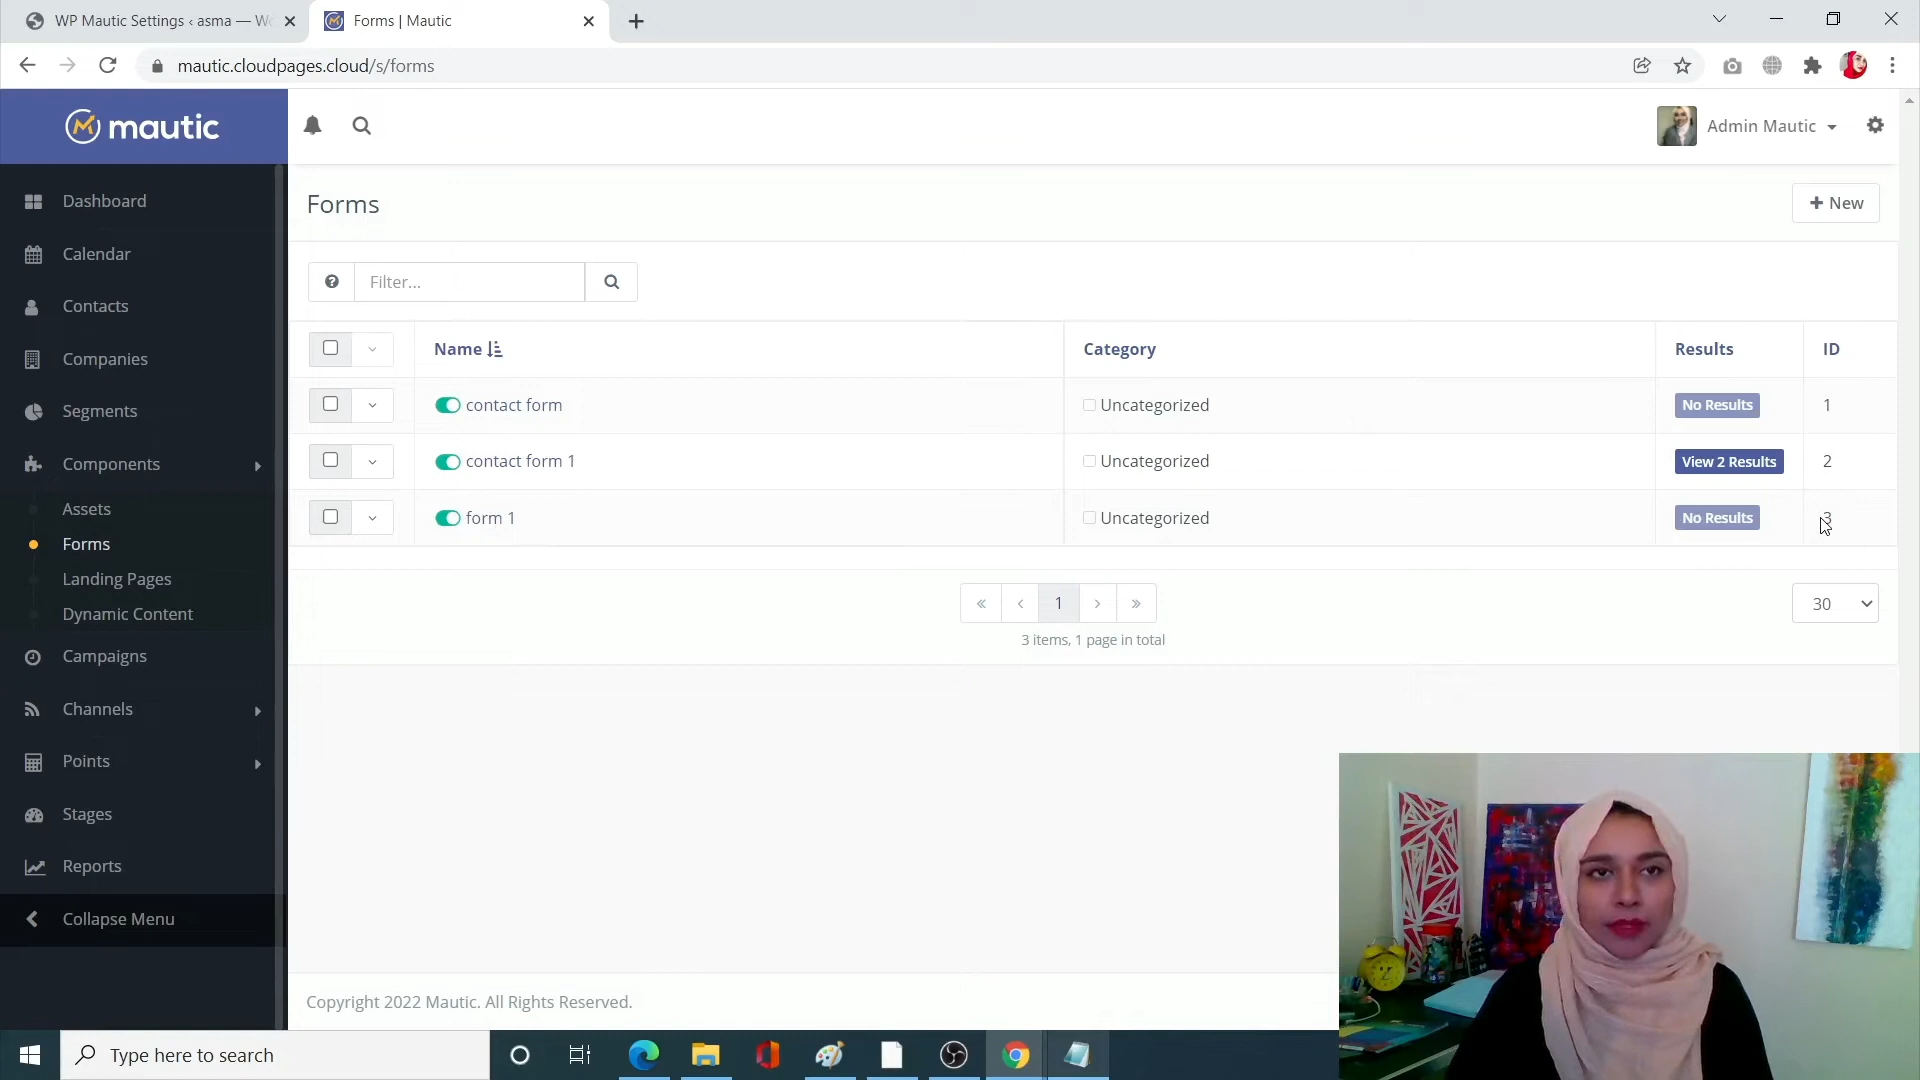 WP Mautic Settings ‹ asma — Wo
Forms | Mautic
mautic.cloudpages.cloud/s/forms
mautic
Admin Mautic
Dashboard
Calendar
Contacts
Companies
Segments
Components
Assets
Forms
Landing Pages
Dynamic Content
Campaigns
Channels
Points
Stages
Reports
Collapse Menu
Forms
+ New
Filter...
Name
Category
Results
ID
contact form
Uncategorized
No Results
1
contact form 1
Uncategorized
View 2 Results
2
form 1
Uncategorized
No Results
3
« ‹ 1 › »
30
3 items, 1 page in total
Copyright 2022 Mautic. All Rights Reserved.
Type here to search